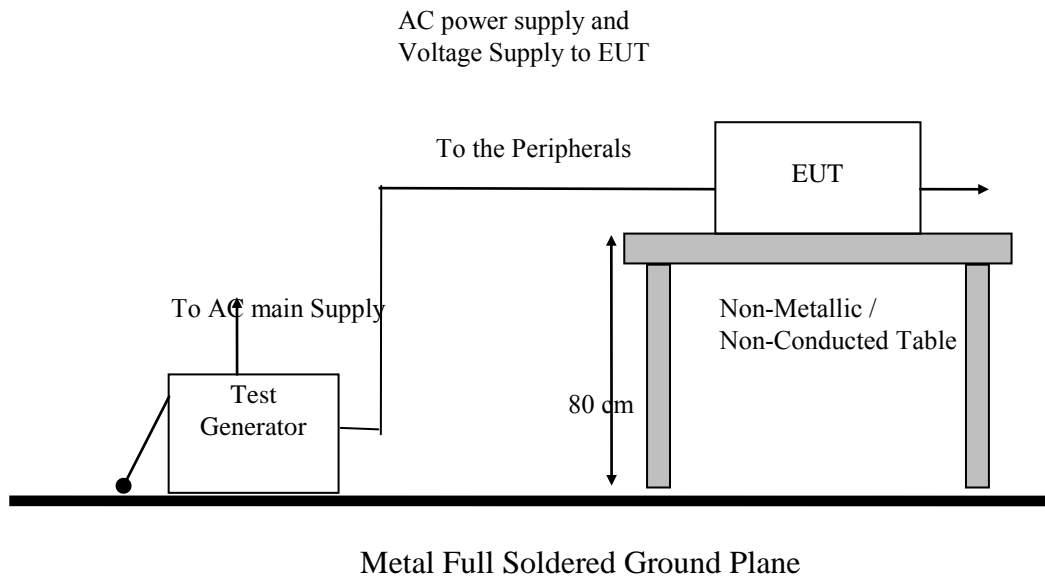 AC power supply and
Voltage Supply to EUT
To the Peripherals
EUT
To AC main Supply
Non-Metallic /
Non-Conducted Table
Test
Generator
80 cm
Metal Full Soldered Ground Plane